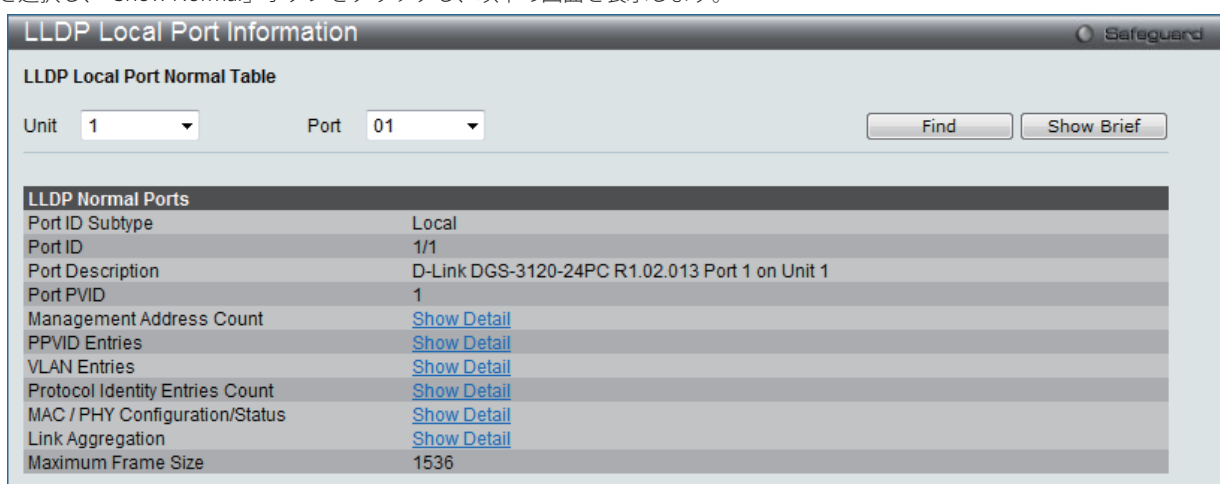 LLDP Local Port Information
Safeguard
LLDP Local Port Normal Table
Unit 1 Port 01 Find Show Brief
LLDP Normal Ports
Port ID Subtype Local
Port ID 1/1
Port Description D-Link DGS-3120-24PC R1.02.013 Port 1 on Unit 1
Port PVID 1
Management Address Count Show Detail
PPVID Entries Show Detail
VLAN Entries Show Detail
Protocol Identity Entries Count Show Detail
MAC / PHY Configuration/Status Show Detail
Link Aggregation Show Detail
Maximum Frame Size 1536